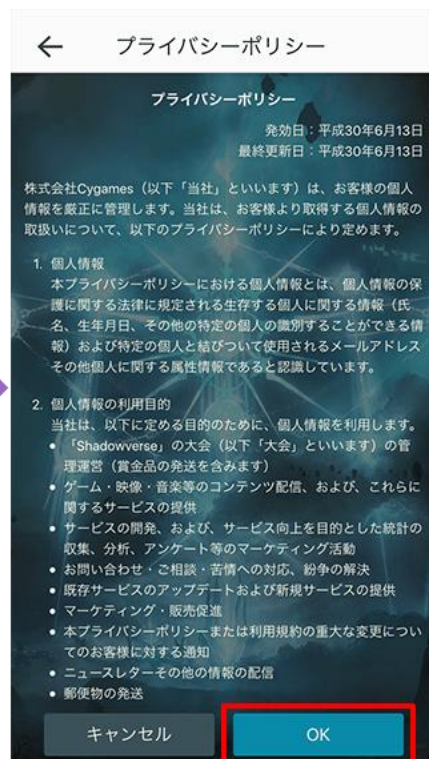 ← プライバシーポリシー
プライバシーポリシー
発効日：平成30年6月13日
最終更新日：平成30年6月13日
株式会社Cygames（以下「当社」といいます）は、お客様の個人
情報を厳正に管理します。当社は、お客様より取得する個人情報の
取扱いについて、以下のプライバシーポリシーにより定めます。
1. 個人情報
本プライバシーポリシーにおける個人情報とは、個人情報の保
護に関する法律に規定される生存する個人に関する情報（氏
名、生年月日、その他の特定の個人の識別することができる情
報）および特定の個人と結びついて使用されるメールアドレス
その他個人に関する属性情報であると認識しています。
2. 個人情報の利用目的
当社は、以下に定める目的のために、個人情報を利用します。
• 「Shadowverse」の大会（以下「大会」といいます）の管
理運営（賞金品の発送を含みます）
• ゲーム・映像・音楽等のコンテンツ配信、および、これらに
関するサービスの提供
• サービスの開発、および、サービス向上を目的とした統計の
収集、分析、アンケート等のマーケティング活動
• お問い合わせ・ご相談・苦情への対応、紛争の解決
• 既存サービスのアップデートおよび新規サービスの提供
• マーケティング・販売促進
• 本プライバシーポリシーまたは利用規約の重大な変更につい
てのお客様に対する通知
• ニュースレターその他の情報の配信
• 郵便物の発送
キャンセル OK